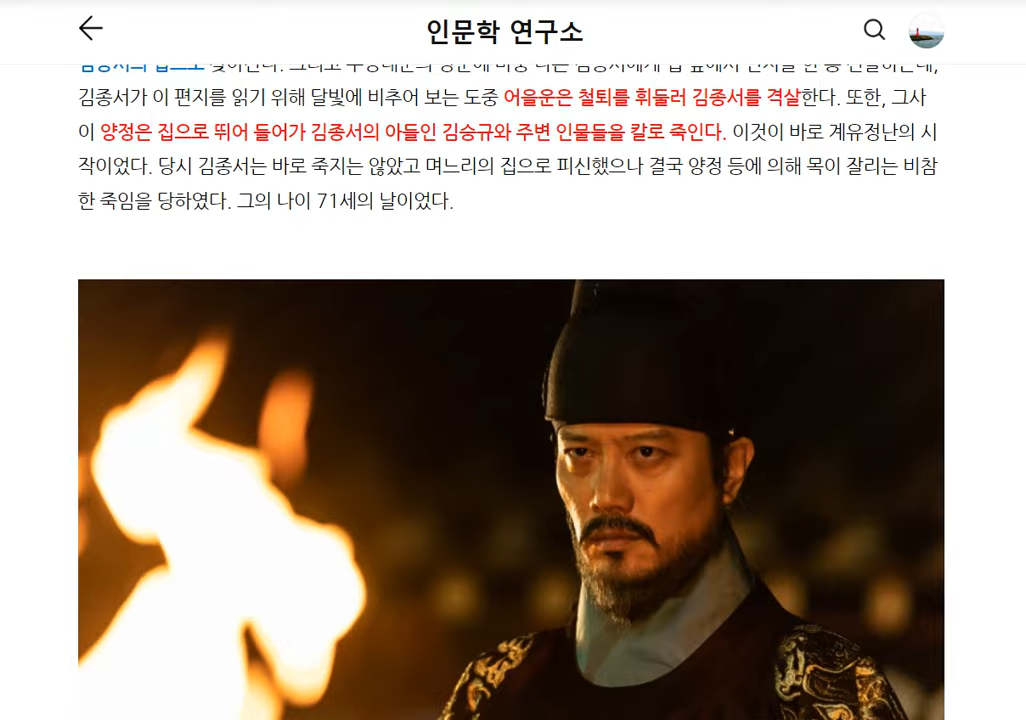 인문학 연구소
김종서가 이 편지를 읽기 위해 달빛에 비추어 보는 도중 어을운은 철퇴를 휘둘러 김종서를 격살한다. 또한, 그사
이 양정은 집으로 뛰어 들어가 김종서의 아들인 김승규와 주변 인물들을 칼로 죽인다. 이것이 바로 계유정난의 시
작이었다. 당시 김종서는 바로 죽지는 않았고 며느리의 집으로 피신했으나 결국 양정 등에 의해 목이 잘리는 비참
한 죽임을 당하였다. 그의 나이 71세의 날이었다.